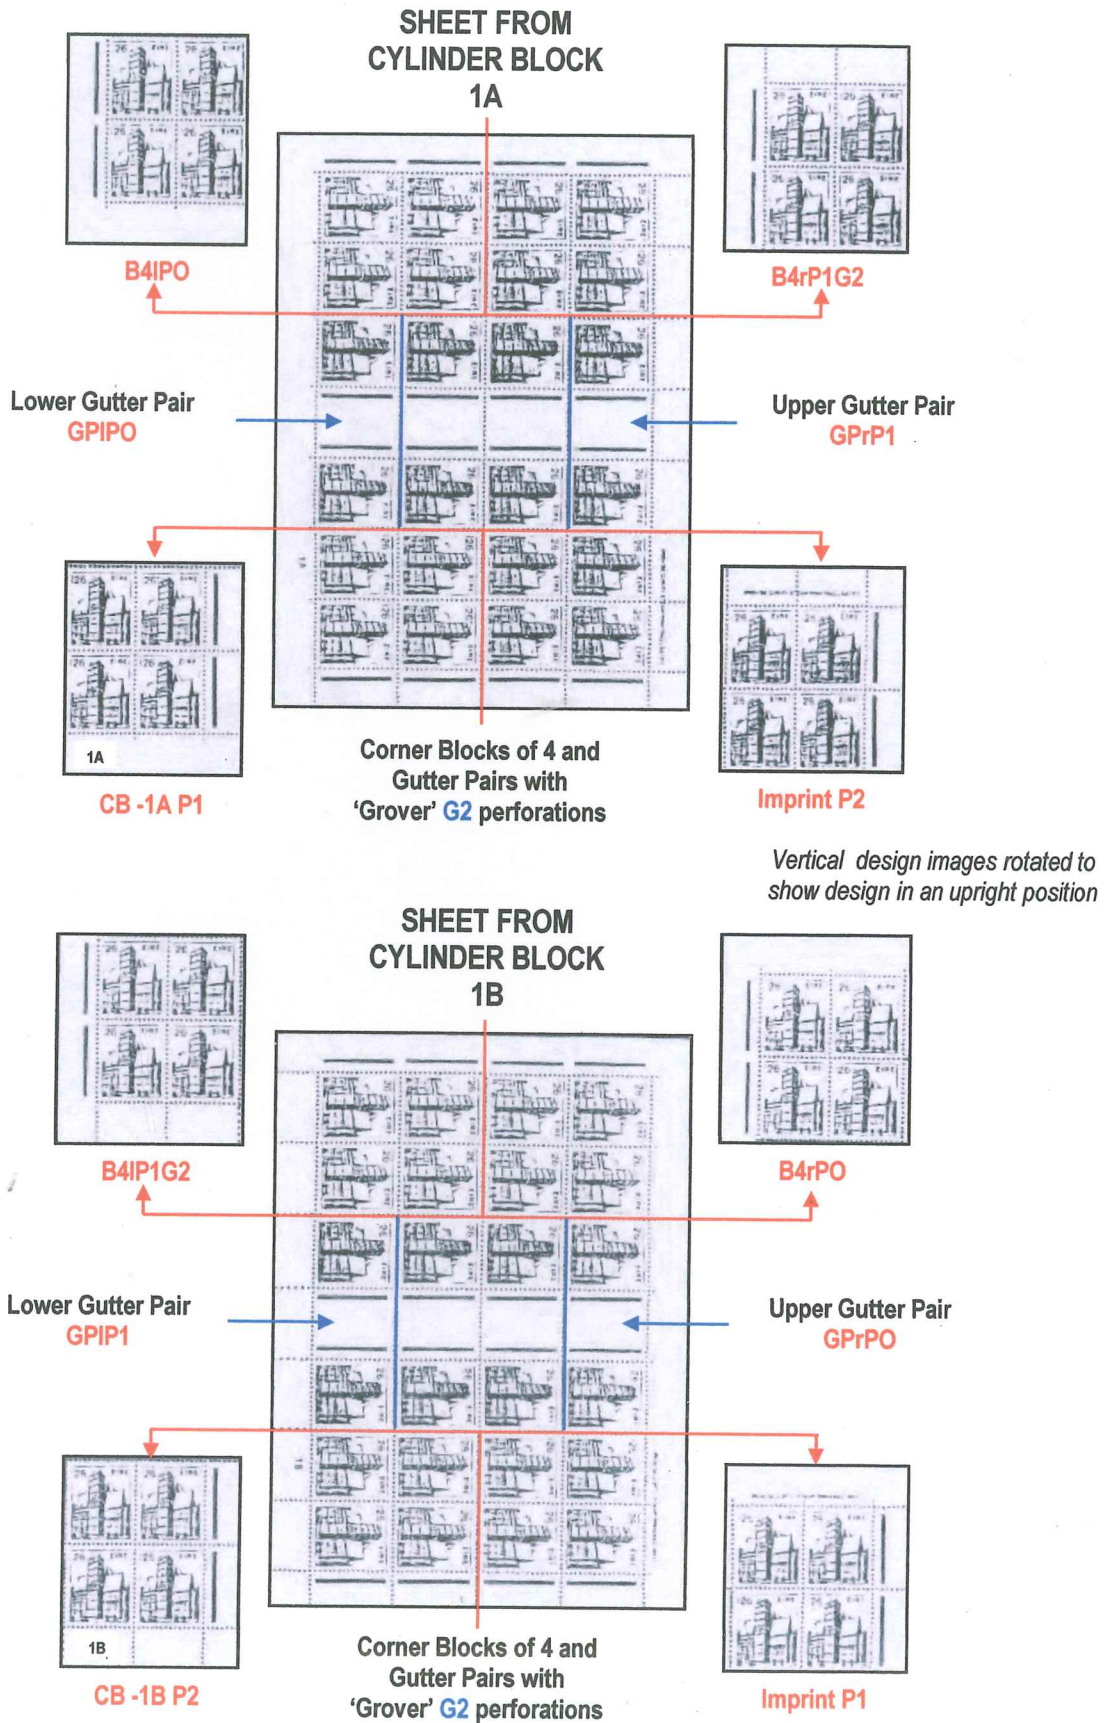 SHEET FROM
CYLINDER BLOCK
1A
B4lPO
B4rP1G2
Lower Gutter Pair
GPlPO
Upper Gutter Pair
GPrP1
1A
CB -1A P1
Corner Blocks of 4 and
Gutter Pairs with
‘Grover’ G2 perforations
Imprint P2
Vertical design images rotated to
show design in an upright position
SHEET FROM
CYLINDER BLOCK
1B
B4lP1G2
B4rPO
Lower Gutter Pair
GPlP1
Upper Gutter Pair
GPrPO
1B
CB -1B P2
Corner Blocks of 4 and
Gutter Pairs with
‘Grover’ G2 perforations
Imprint P1